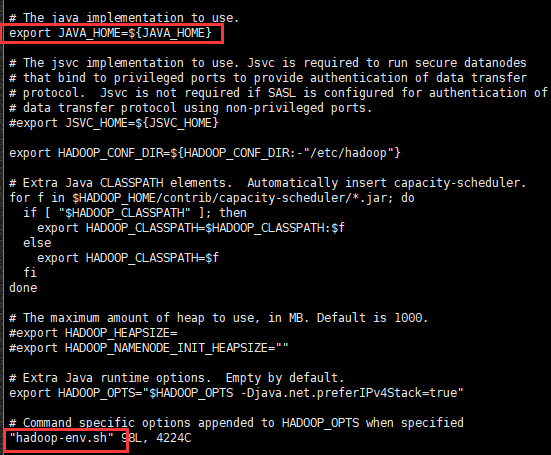 # The java implementation to use.
export JAVA_HOME=${JAVA_HOME}
# The jsvc implementation to use. Jsvc is required to run secure datanodes
# that bind to privileged ports to provide authentication of data transfer
# protocol.  Jsvc is not required if SASL is configured for authentication of
# data transfer protocol using non-privileged ports.
#export JSVC_HOME=${JSVC_HOME}
export HADOOP_CONF_DIR=${HADOOP_CONF_DIR:-"/etc/hadoop"}
# Extra Java CLASSPATH elements.  Automatically insert capacity-scheduler.
for f in $HADOOP_HOME/contrib/capacity-scheduler/*.jar; do
  if [ "$HADOOP_CLASSPATH" ]; then
    export HADOOP_CLASSPATH=$HADOOP_CLASSPATH:$f
  else
    export HADOOP_CLASSPATH=$f
  fi
done
# The maximum amount of heap to use, in MB. Default is 1000.
#export HADOOP_HEAPSIZE=
#export HADOOP_NAMENODE_INIT_HEAPSIZE=""
# Extra Java runtime options.  Empty by default.
export HADOOP_OPTS="$HADOOP_OPTS -Djava.net.preferIPv4Stack=true"
# Command specific options appended to HADOOP_OPTS when specified
"hadoop-env.sh" 98L, 4224C